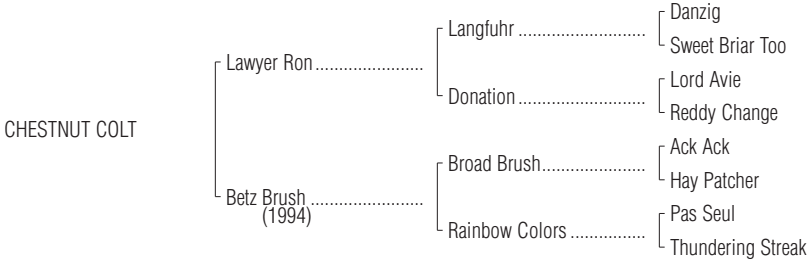 Danzig
Langfuhr ..............................
Sweet Briar Too
Lawyer Ron.........................
Lord Avie
Donation ..............................
Reddy Change
CHESTNUT COLT
Ack Ack
Broad Brush........................
Hay Patcher
Betz Brush ..........................
(1994)
Pas Seul
Rainbow Colors .................
Thundering Streak